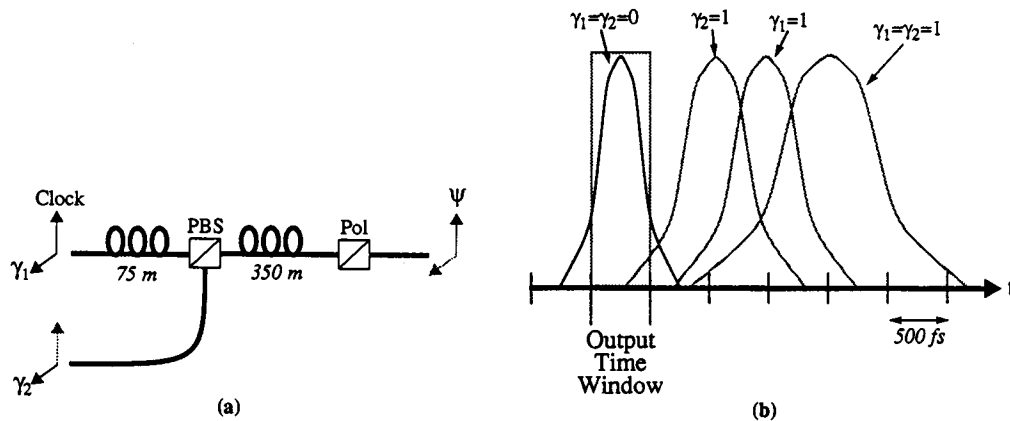 Clock
γ₁
75 m
PBS
350 m
Pol
Ψ
γ₂
(a)
γ₁=γ₂=0
γ₂=1
γ₁=1
γ₁=γ₂=1
t
500 fs
Output
Time
Window
(b)